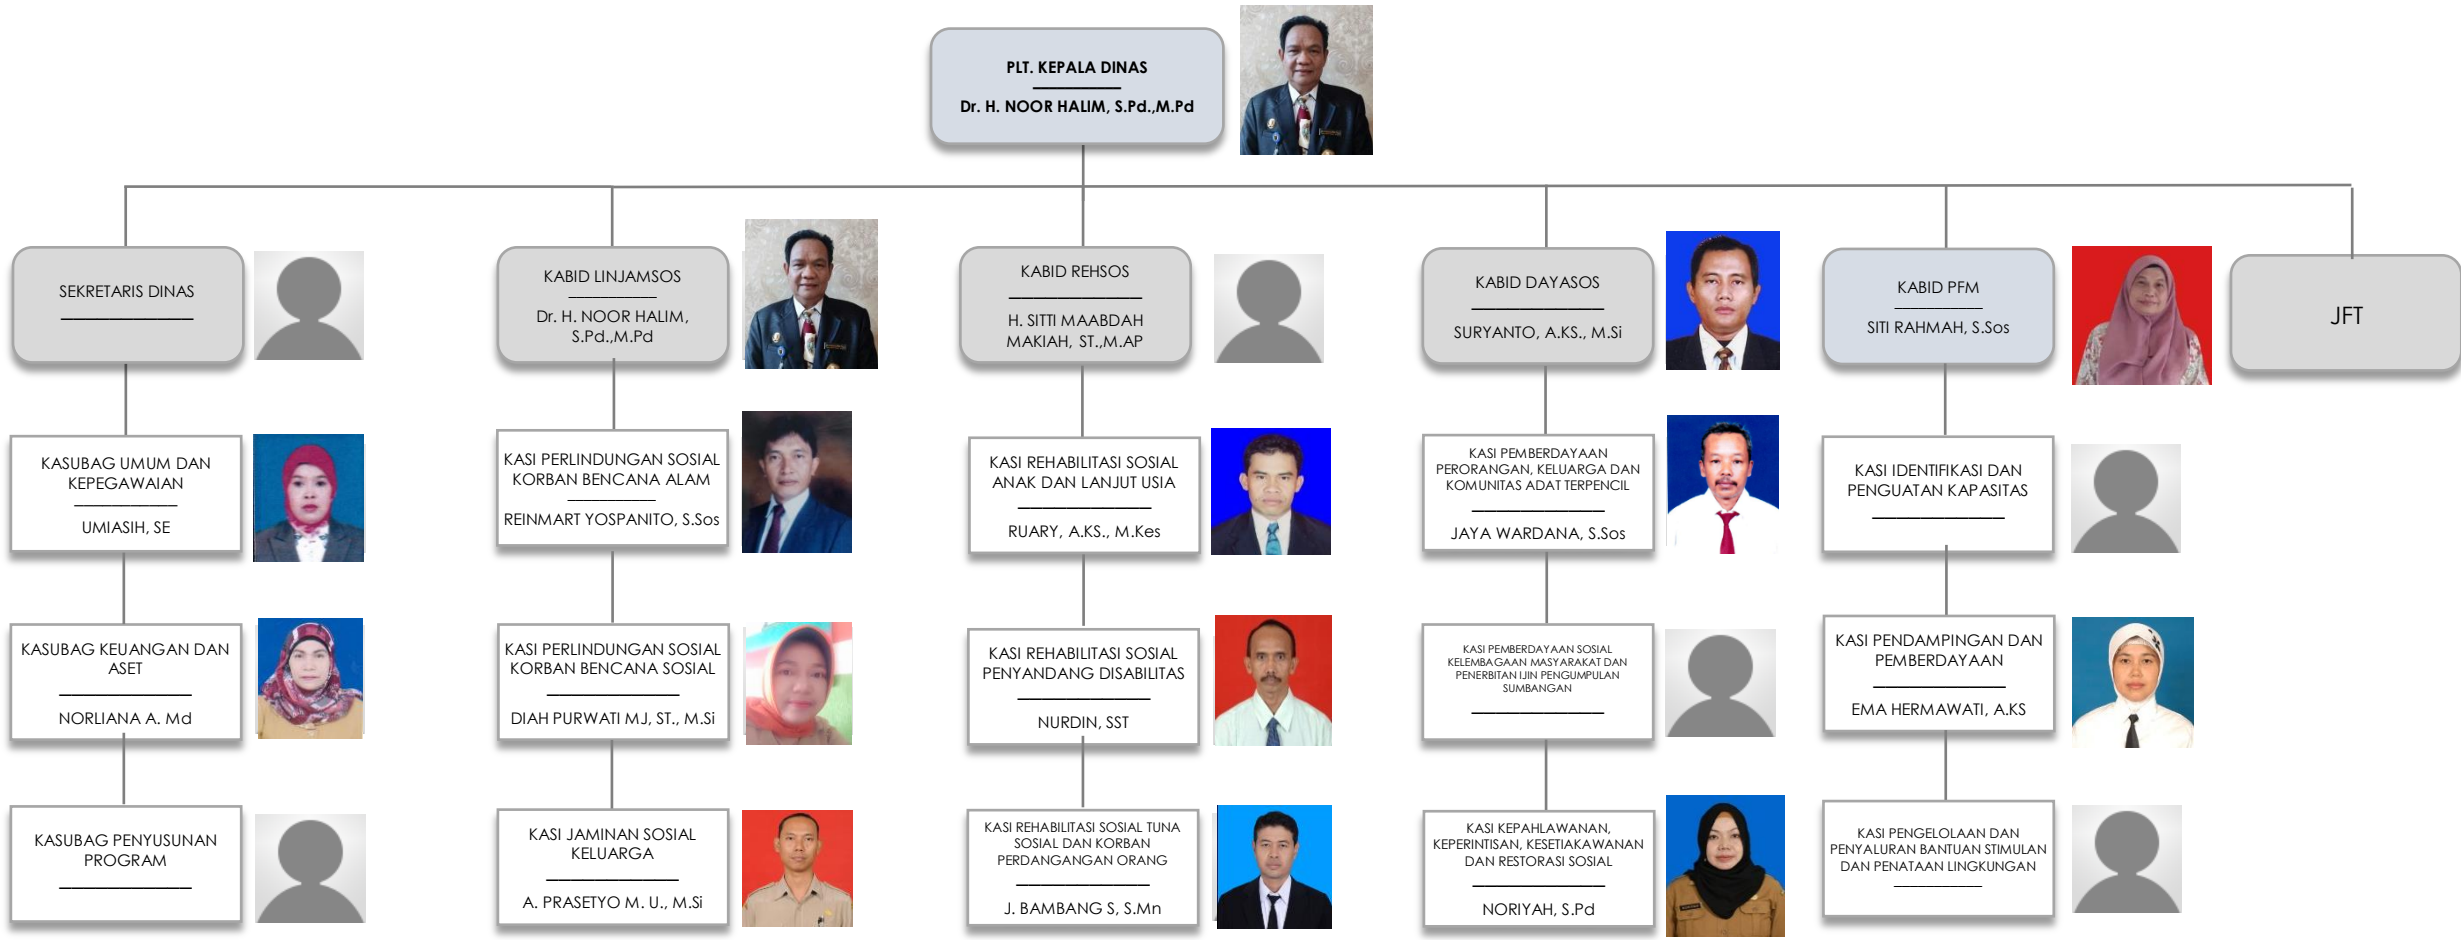 PLT. KEPALA DINAS
Dr. H. NOOR HALIM, S.Pd.,M.Pd
SEKRETARIS DINAS
KABID LINJAMSOS
Dr. H. NOOR HALIM,
S.Pd.,M.Pd
KABID REHSOS
H. SITTI MAABDAH
MAKIAH, ST.,M.AP
KABID DAYASOS
SURYANTO, A.KS., M.Si
KABID PFM
SITI RAHMAH, S.Sos
JFT
KASUBAG UMUM DAN
KEPEGAWAIAN
UMIASIH, SE
KASI PERLINDUNGAN SOSIAL
KORBAN BENCANA ALAM
REINMART YOSPANITO, S.Sos
KASI REHABILITASI SOSIAL
ANAK DAN LANJUT USIA
RUARY, A.KS., M.Kes
KASI PEMBERDAYAAN
PERORANGAN, KELUARGA DAN
KOMUNITAS ADAT TERPENCIL
JAYA WARDANA, S.Sos
KASI IDENTIFIKASI DAN
PENGUATAN KAPASITAS
KASUBAG KEUANGAN DAN
ASET
NORLIANA A. Md
KASI PERLINDUNGAN SOSIAL
KORBAN BENCANA SOSIAL
DIAH PURWATI MJ, ST., M.Si
KASI REHABILITASI SOSIAL
PENYANDANG DISABILITAS
NURDIN, SST
KASI PEMBERDAYAAN SOSIAL
KELEMBAGAAN MASYARAKAT DAN
PENERBITAN IJIN PENGUMPULAN
SUMBANGAN
KASI PENDAMPINGAN DAN
PEMBERDAYAAN
EMA HERMAWATI, A.KS
KASUBAG PENYUSUNAN
PROGRAM
KASI JAMINAN SOSIAL
KELUARGA
A. PRASETYO M. U., M.Si
KASI REHABILITASI SOSIAL TUNA
SOSIAL DAN KORBAN
PERDANGANGAN ORANG
J. BAMBANG S, S.Mn
KASI KEPAHLAWANAN,
KEPERINTISAN, KESETIAKAWANAN
DAN RESTORASI SOSIAL
NORIYAH, S.Pd
KASI PENGELOLAAN DAN
PENYALURAN BANTUAN STIMULAN
DAN PENATAAN LINGKUNGAN